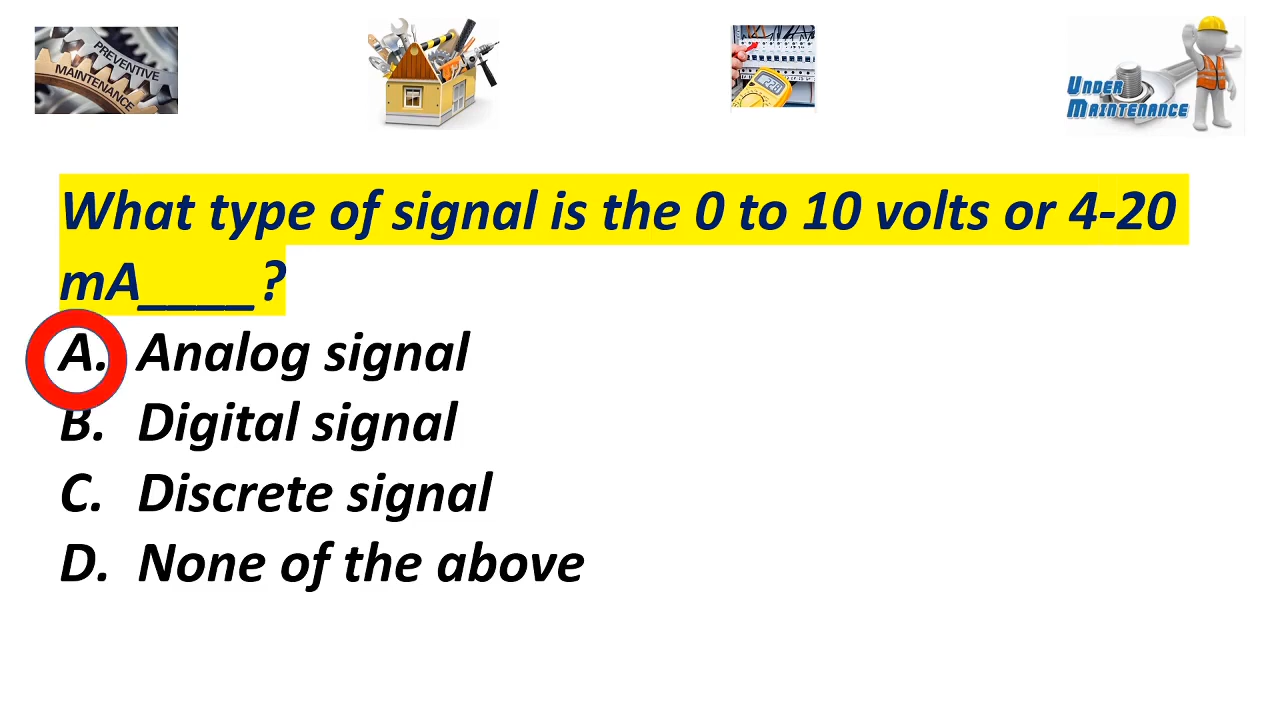 PREVENTIVE
MAINTENANCE
UNDER
MAINTENANCE
What type of signal is the 0 to 10 volts or 4-20
mA____?
A. Analog signal
B. Digital signal
C. Discrete signal
D. None of the above